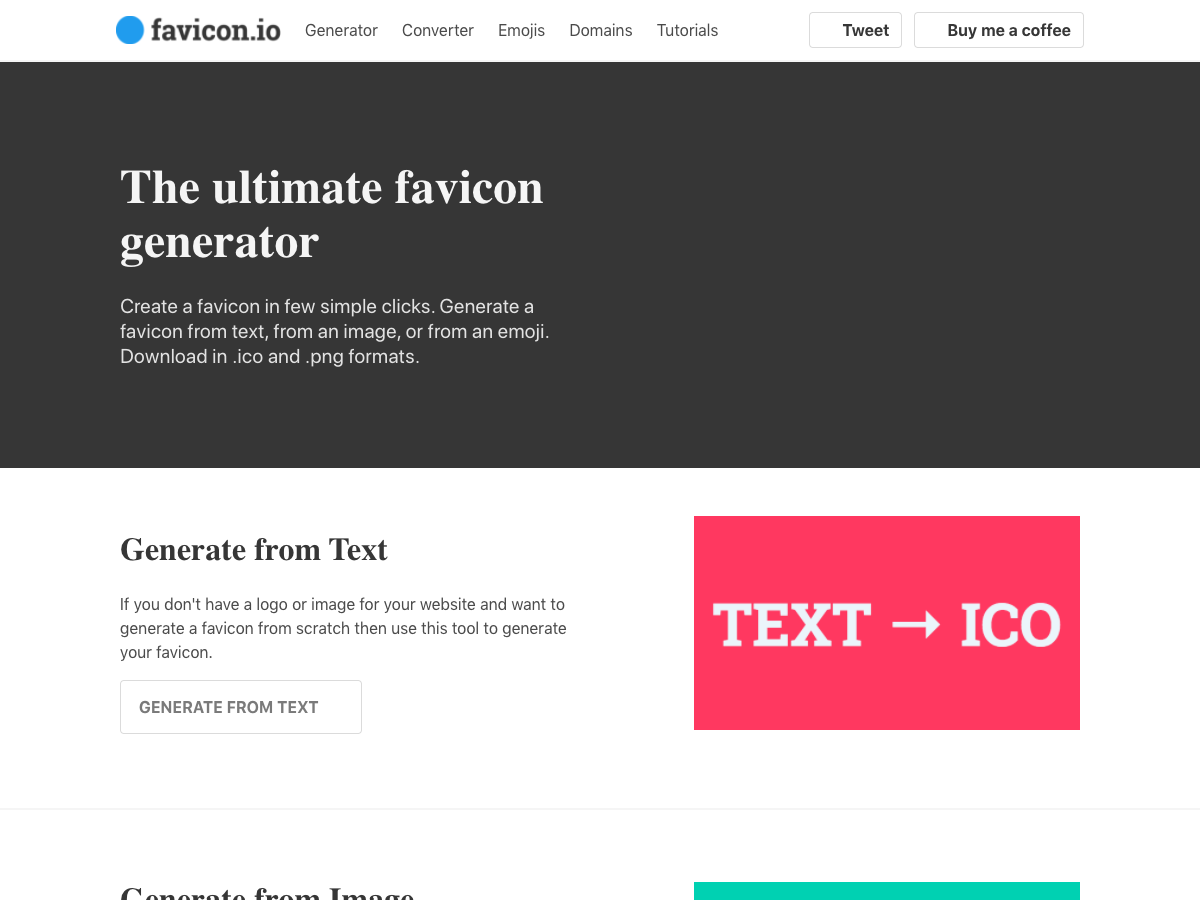 favicon.io
Generator
Converter
Emojis
Domains
Tutorials
Tweet
Buy me a coffee
The ultimate favicon
generator
Create a favicon in few simple clicks. Generate a
favicon from text, from an image, or from an emoji.
Download in .ico and .png formats.
Generate from Text
If you don't have a logo or image for your website and want to
generate a favicon from scratch then use this tool to generate
your favicon.
GENERATE FROM TEXT
TEXT → ICO
Generate from Image